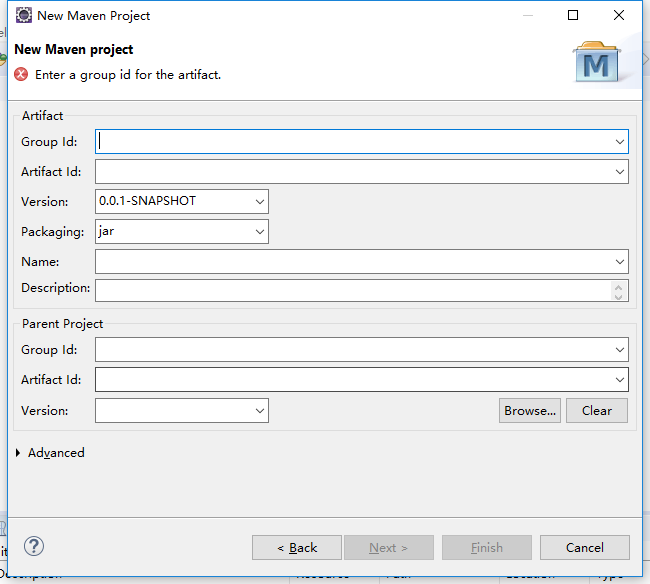 New Maven Project
New Maven project
Enter a group id for the artifact.
M
Artifact
Group Id:
Artifact Id:
Version: 0.0.1-SNAPSHOT
Packaging: jar
Name:
Description:
Parent Project
Group Id:
Artifact Id:
Version: Browse... Clear
Advanced
? < Back Next > Finish Cancel